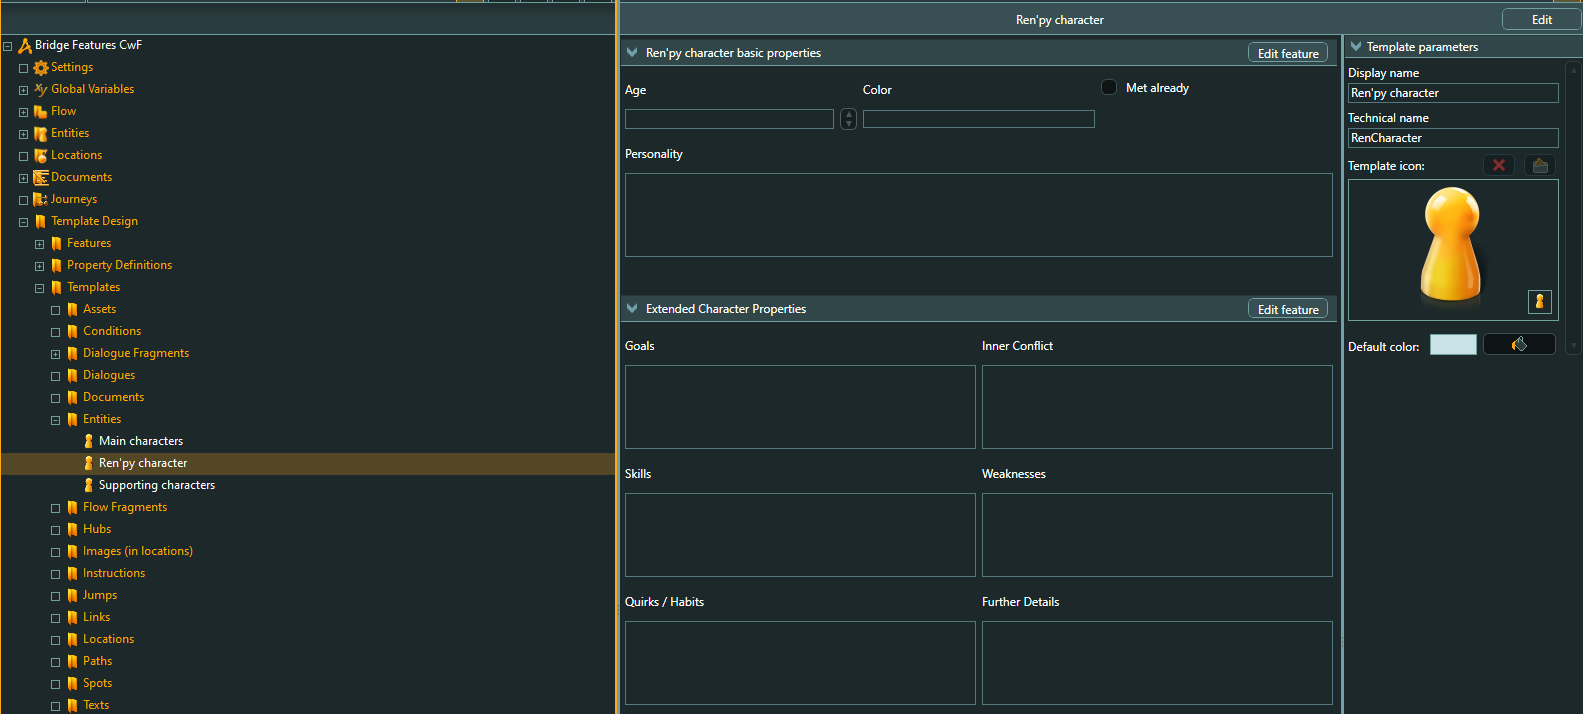 Ren'py character
Edit
Bridge Features CwF
Settings
Global Variables
Flow
Entities
Locations
Documents
Journeys
Template Design
Features
Property Definitions
Templates
Assets
Conditions
Dialogue Fragments
Dialogues
Documents
Entities
Main characters
Ren'py character
Supporting characters
Flow Fragments
Hubs
Images (in locations)
Instructions
Jumps
Links
Locations
Paths
Spots
Texts
Ren'py character basic properties
Edit feature
Age
Color
Met already
Personality
Extended Character Properties
Edit feature
Goals
Inner Conflict
Skills
Weaknesses
Quirks / Habits
Further Details
Template parameters
Display name
Ren'py character
Technical name
RenCharacter
Template icon:
Default color: